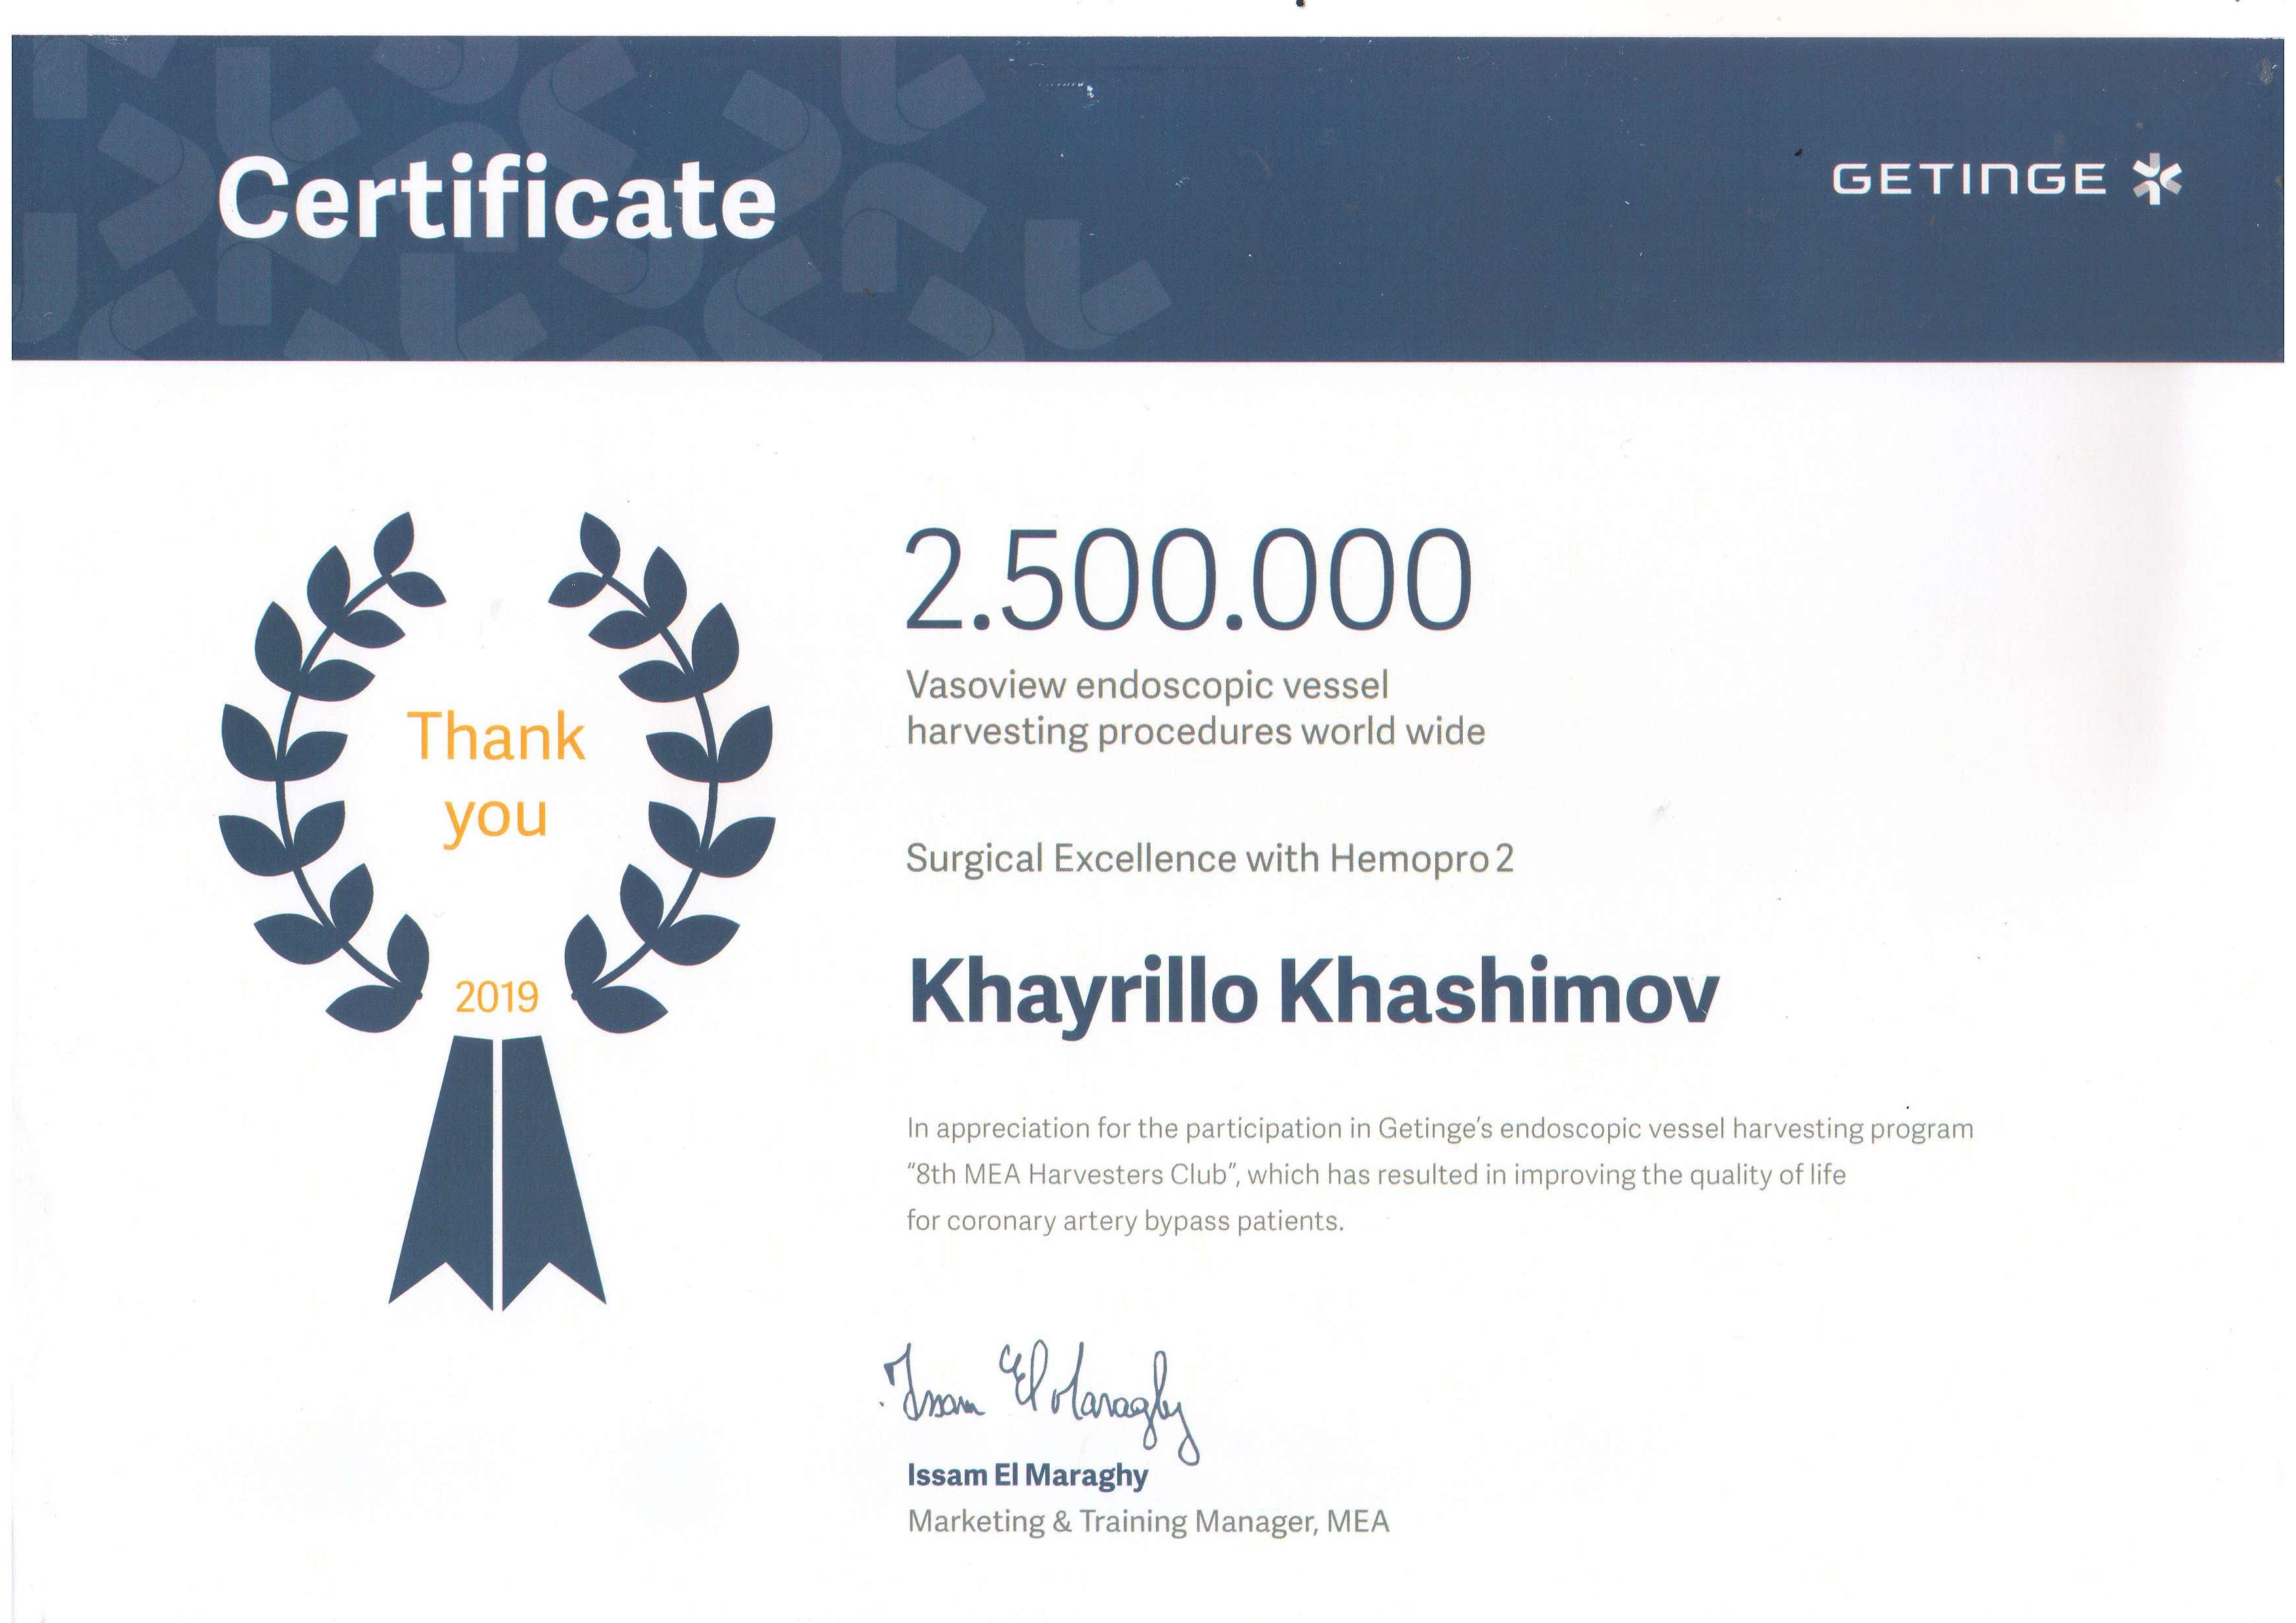 Certificate
GETINGE
Thank
you
2019
2.500.000
Vasoview endoscopic vessel
harvesting procedures world wide
Surgical Excellence with Hemopro 2
Khayrillo Khashimov
In appreciation for the participation in Getinge's endoscopic vessel harvesting program
"8th MEA Harvesters Club", which has resulted in improving the quality of life
for coronary artery bypass patients.
Issam El Maraghy
Issam El Maraghy
Marketing & Training Manager, MEA